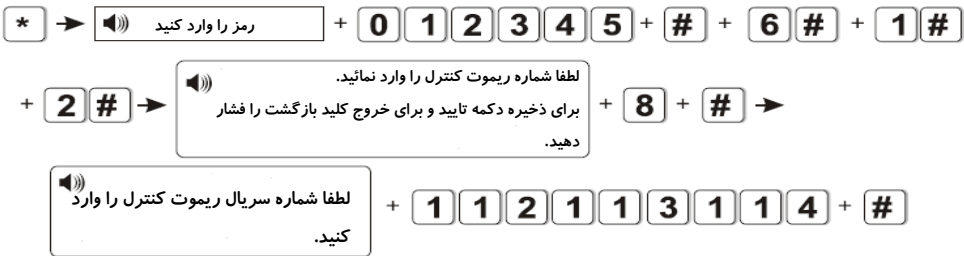 * → رمز را وارد کنید + 0 1 2 3 4 5 + # + 6 # + 1 #
+ 2 # → لطفا شماره ریموت کنترل را وارد نمائید.
برای ذخیره دکمه تایید و برای خروج کلید بازگشت را فشار
دهید. + 8 + # →
لطفا شماره سریال ریموت کنترل را وارد
کنید. + 1 1 2 1 1 3 1 1 4 + #